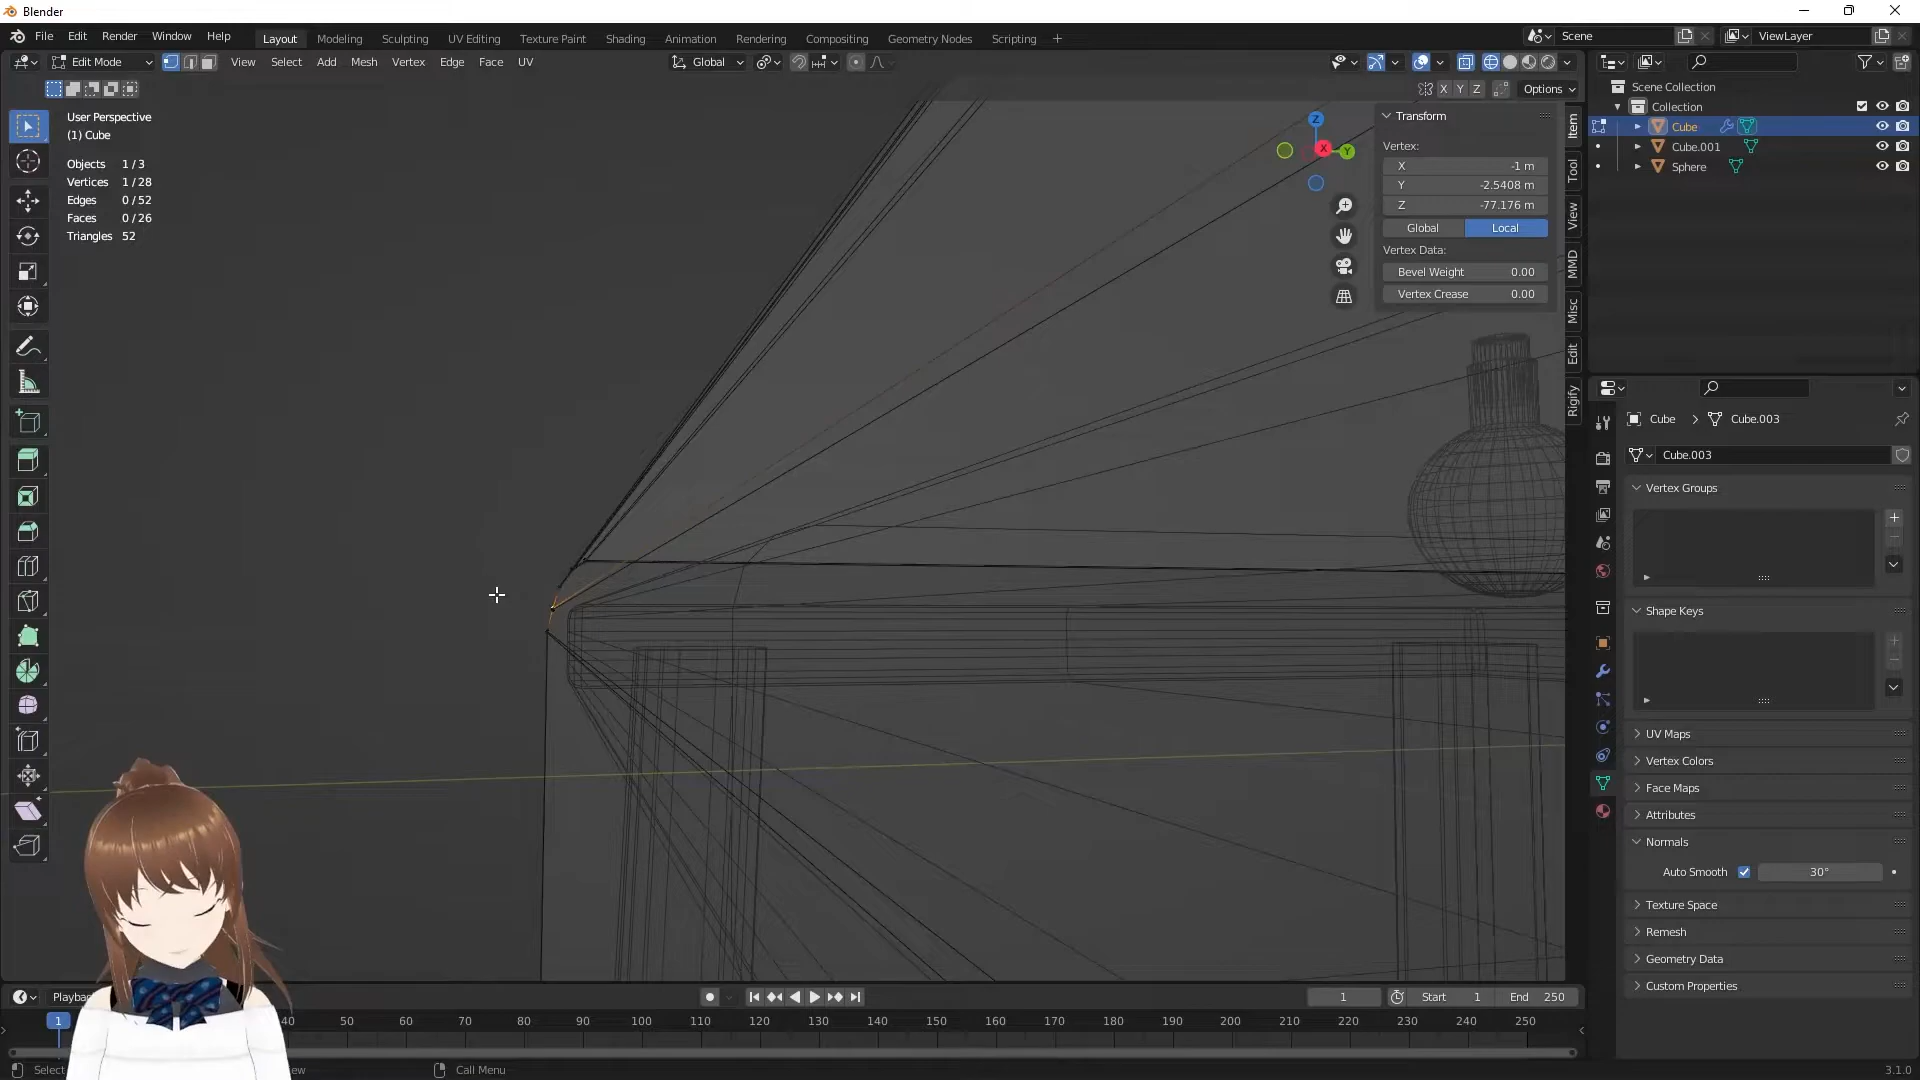 Blender
File Edit Render Window Help
Layout Modeling Sculpting UV Editing Texture Paint Shading Animation Rendering Compositing Geometry Nodes Scripting
Scene
ViewLayer
Edit Mode
View Select Add Mesh Vertex Edge Face UV
Global
X Y Z
Options
User Perspective
(1) Cube
Objects 1/3
Vertices 1/28
Edges 0/52
Faces 0/26
Triangles 52
Z
X
Y
Transform
Vertex:
X -1 m
Y -2.5408 m
Z -77.176 m
Global Local
Vertex Data:
Bevel Weight 0.00
Vertex Crease 0.00
Item
Tool
View
MMD
Misc
Edit
Rigify
Scene Collection
Collection
Cube
Cube.001
Sphere
Cube Cube.003
Cube.003
Vertex Groups
Shape Keys
UV Maps
Vertex Colors
Face Maps
Attributes
Normals
Auto Smooth 30°
Texture Space
Remesh
Geometry Data
Custom Properties
1
Start 1
End 250
1 40 50 60 70 80 90 100 110 120 130 140 150 160 170 180 190 200 210 220 230 240 250
Select
Call Menu
3.1.0